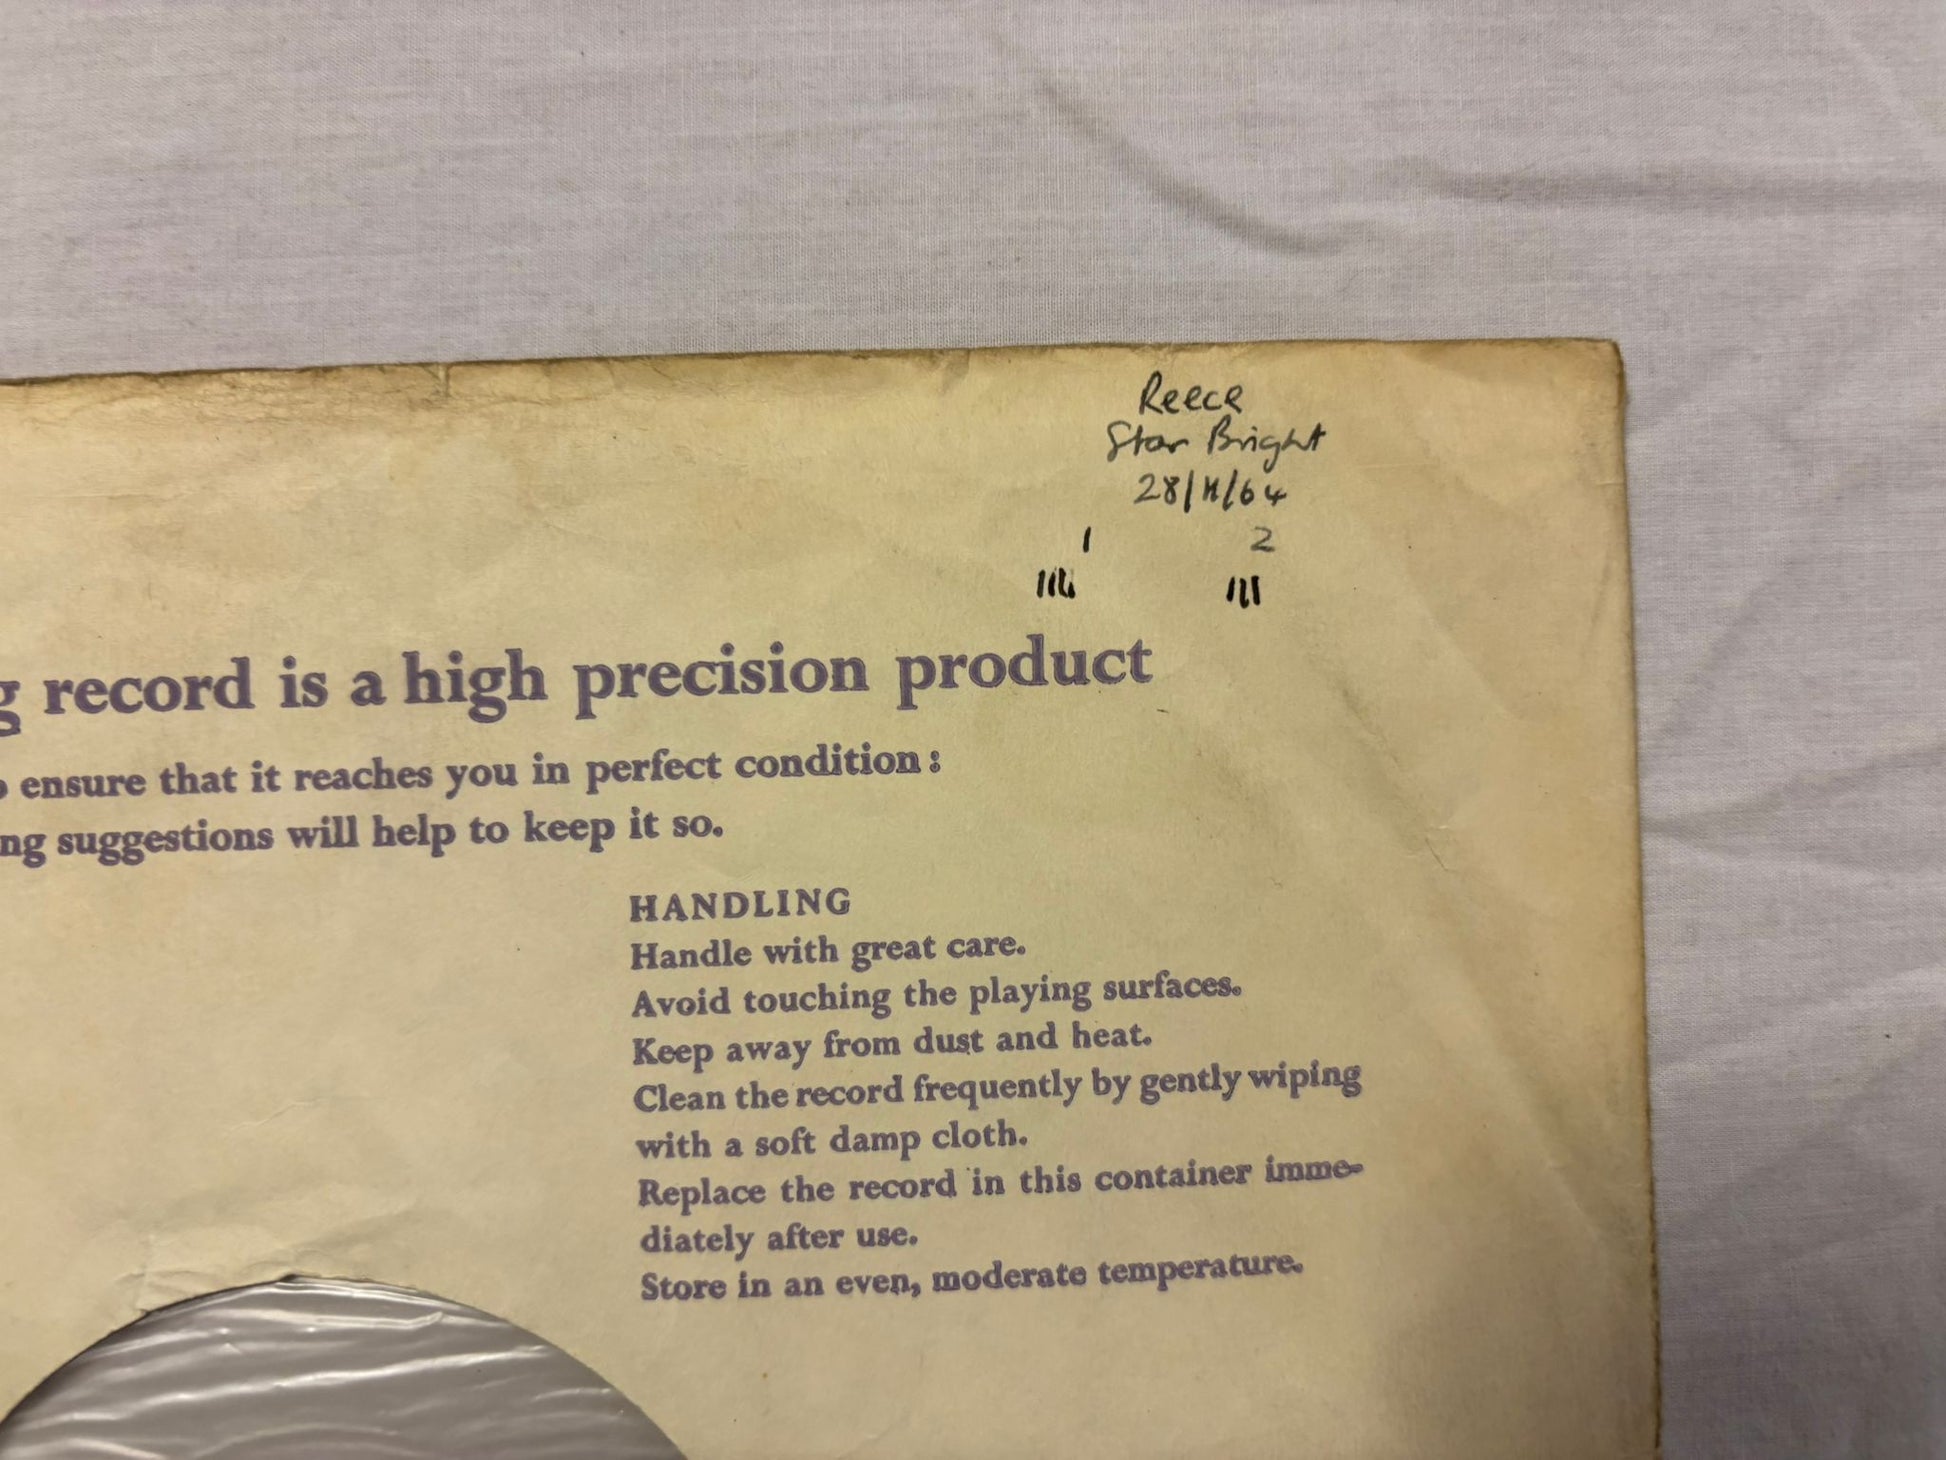 Reece
Star Bright
28/11/64
1 2
g record is a high precision product
ensure that it reaches you in perfect condition:
ng suggestions will help to keep it so.
HANDLING
Handle with great care.
Avoid touching the playing surfaces.
Keep away from dust and heat.
Clean the record frequently by gently wiping
with a soft damp cloth.
Replace the record in this container imme-
diately after use.
Store in an even, moderate temperature.